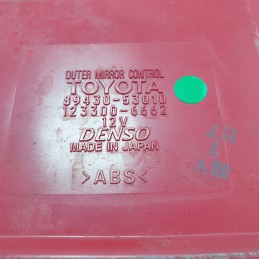 OUTER MIRROR CONTROL
TOYOTA
89430-53010
123300-6662
12V
DENSO
MADE IN JAPAN
>ABS<